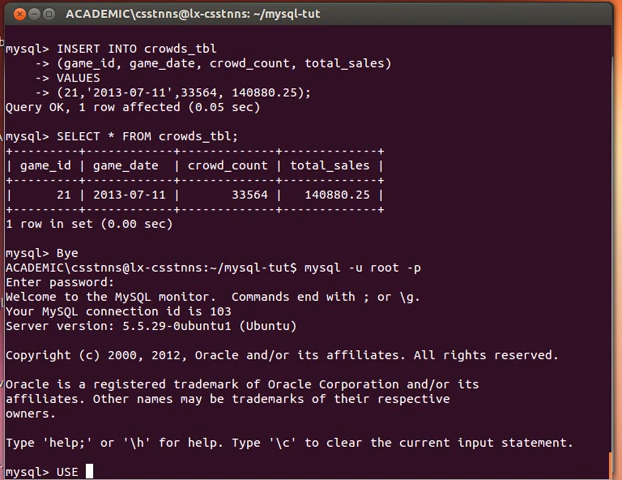 ACADEMIC\csstnns@lx-csstnns: ~/mysql-tut
mysql> INSERT INTO crowds_tbl
    -> (game_id, game_date, crowd_count, total_sales)
    -> VALUES
    -> (21,'2013-07-11',33564, 140880.25);
Query OK, 1 row affected (0.05 sec)
mysql> SELECT * FROM crowds_tbl;
+---------+------------+-------------+-------------+
| game_id | game_date  | crowd_count | total_sales |
+---------+------------+-------------+-------------+
|      21 | 2013-07-11 |       33564 |   140880.25 |
+---------+------------+-------------+-------------+
1 row in set (0.00 sec)
mysql> Bye
ACADEMIC\csstnns@lx-csstnns:~/mysql-tut$ mysql -u root -p
Enter password:
Welcome to the MySQL monitor.  Commands end with ; or \g.
Your MySQL connection id is 103
Server version: 5.5.29-0ubuntu1 (Ubuntu)
Copyright (c) 2000, 2012, Oracle and/or its affiliates. All rights reserved.
Oracle is a registered trademark of Oracle Corporation and/or its
affiliates. Other names may be trademarks of their respective
owners.
Type 'help;' or '\h' for help. Type '\c' to clear the current input statement.
mysql> USE